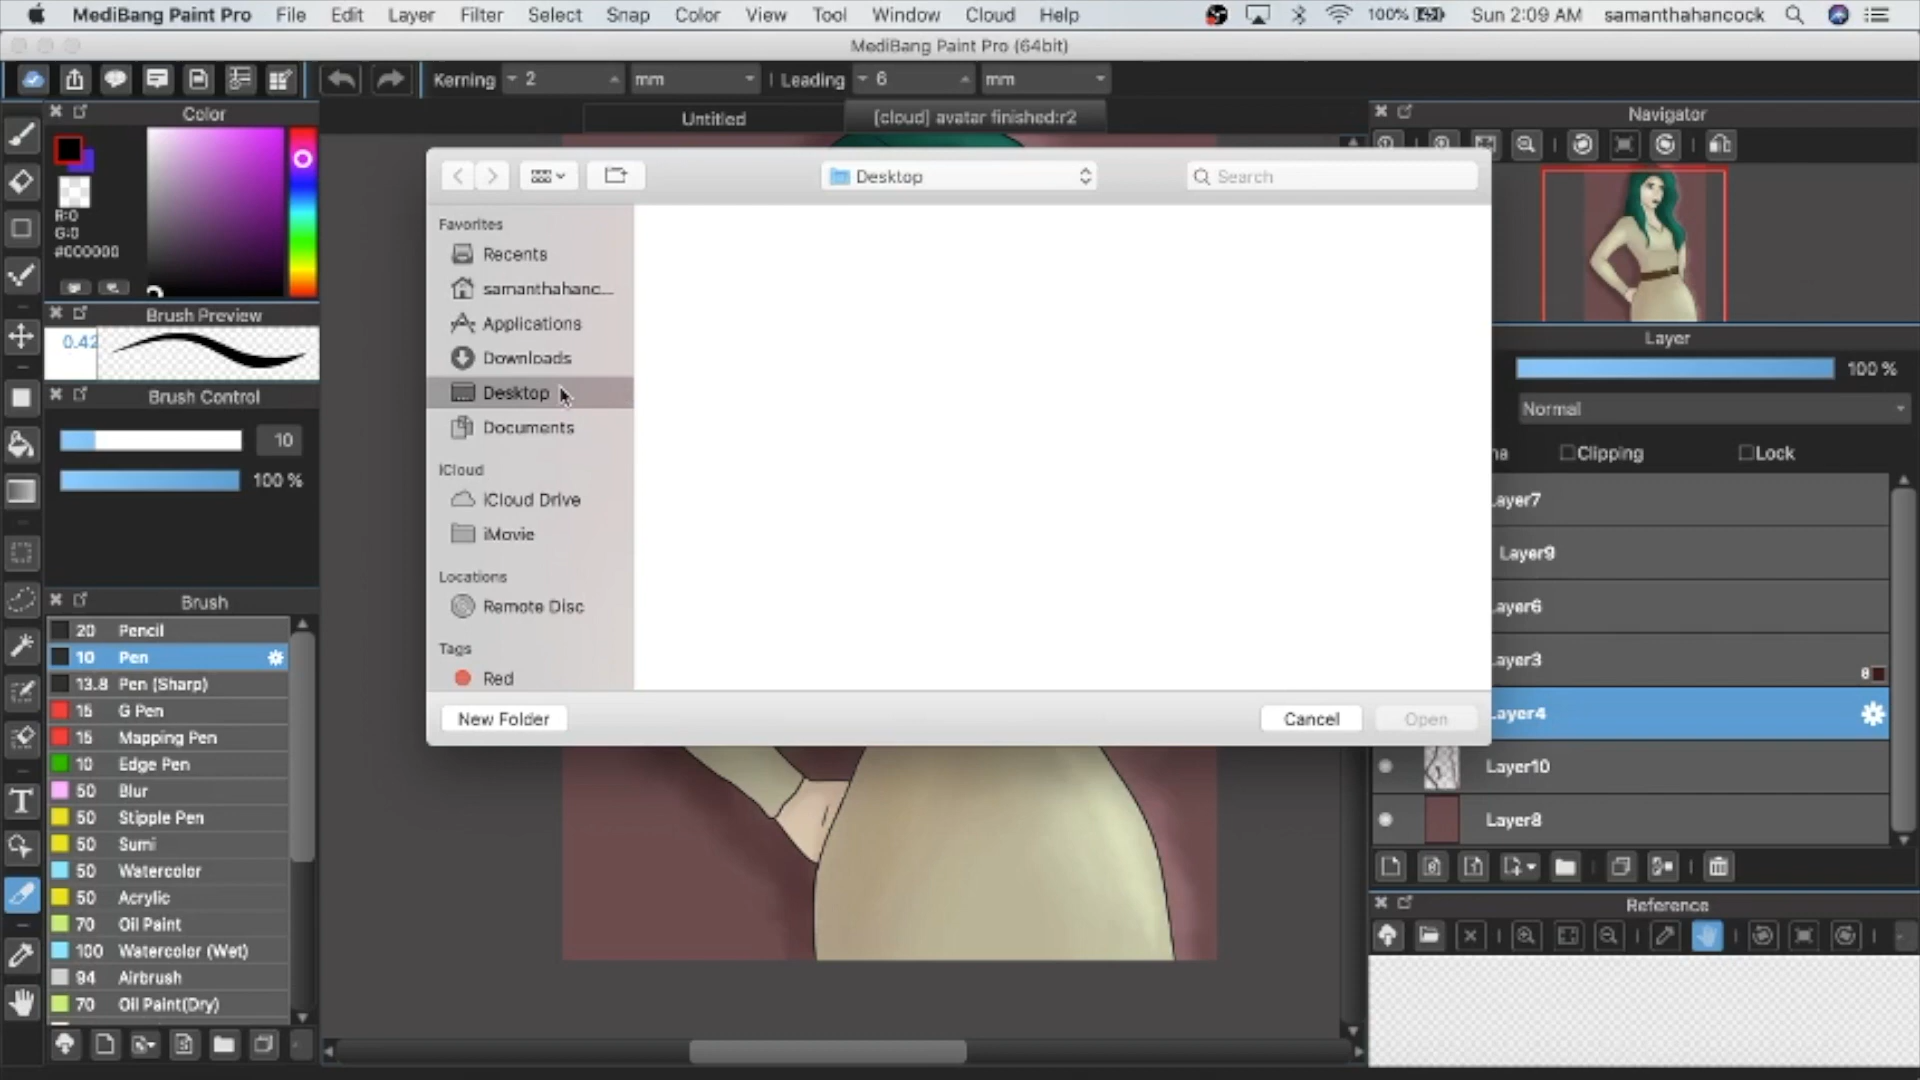 MediBang Paint Pro File Edit Layer Filter Select Snap Color View Tool Window Cloud Help 100% Sun 2:09 AM samanthahancock
MediBang Paint Pro (64bit)
Kerning 2 mm Leading 6 mm
Untitled [cloud] avatar finished:r2
Color
R:0
G:0
#000000
Brush Preview
0.42
Brush Control
10
100 %
Brush
20 Pencil
10 Pen
13.8 Pen (Sharp)
15 G Pen
15 Mapping Pen
10 Edge Pen
50 Blur
50 Stipple Pen
50 Sumi
50 Watercolor
50 Acrylic
70 Oil Paint
100 Watercolor (Wet)
94 Airbrush
70 Oil Paint(Dry)
Desktop
Search
Favorites
Recents
samanthahanc...
Applications
Downloads
Desktop
Documents
iCloud
iCloud Drive
iMovie
Locations
Remote Disc
Tags
Red
New Folder Cancel Open
Navigator
Layer
100 %
Normal
na Clipping Lock
Layer7
Layer9
Layer6
Layer3
8
Layer4
Layer10
Layer8
Reference